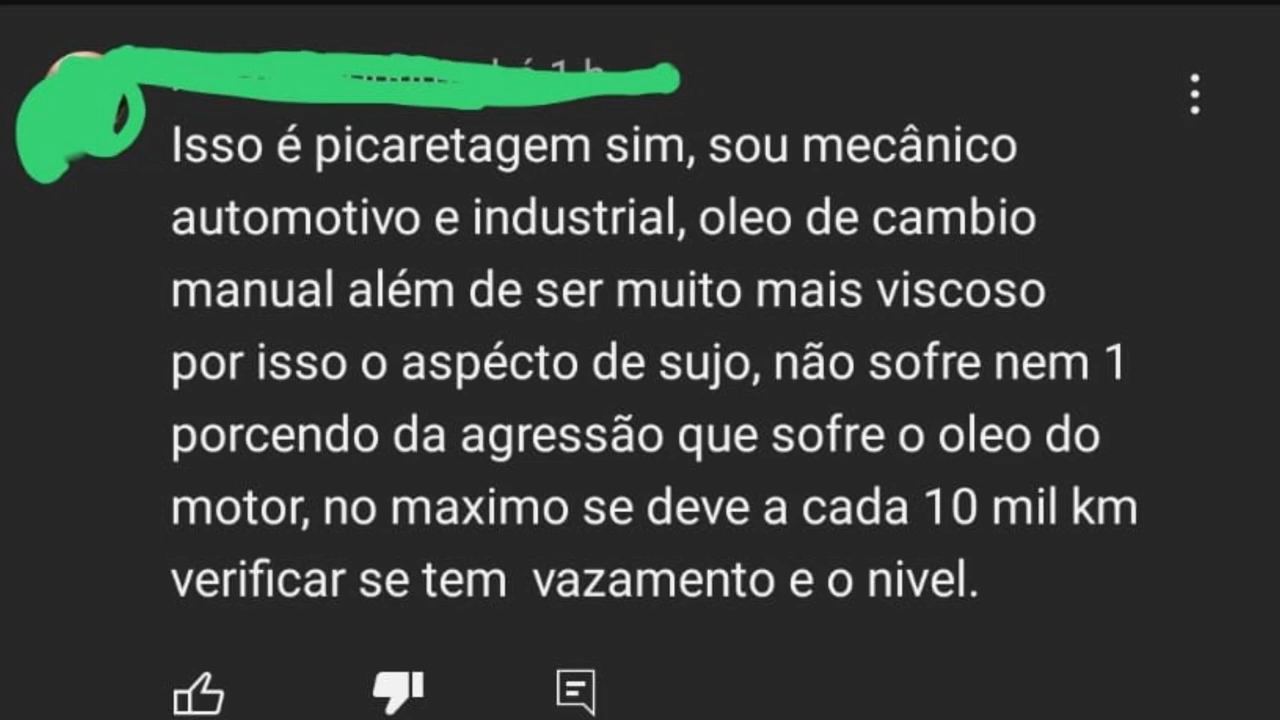 Isso é picaretagem sim, sou mecânico
automotivo e industrial, oleo de cambio
manual além de ser muito mais viscoso
por isso o aspécto de sujo, não sofre nem 1
porcendo da agressão que sofre o oleo do
motor, no maximo se deve a cada 10 mil km
verificar se tem  vazamento e o nivel.